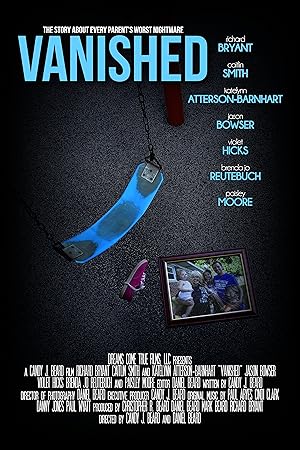 THE STORY ABOUT EVERY PARENT'S WORST NIGHTMARE
VANISHED
richard
BRYANT
caitlin
SMITH
katelynn
ATTERSON-BARNHART
jason
BOWSER
violet
HICKS
brenda jo
REUTEBUCH
paisley
MOORE
DREAMS COME TRUE FILMS, LLC PRESENTS
A CANDY J. BEARD FILM RICHARD BRYANT CAITLIN SMITH AND KATELYNN ATTERSON-BARNHART "VANISHED" JASON BOWSER
VIOLET HICKS BRENDA JO REUTEBUCH AND PAISLEY MOORE EDITOR DANIEL BEARD WRITTEN BY CANDY J. BEARD
DIRECTOR OF PHOTOGRAPHY DANIEL BEARD EXECUTIVE PRODUCER CANDY J. BEARD ORIGINAL MUSIC BY PAUL ARVES CINDI CLARK
DANNY JONES PAUL WYATT PRODUCED BY CHRISTOPHER R. BEARD DANIEL BEARD MARK BEARD RICHARD BRYANT
DIRECTED BY CANDY J. BEARD AND DANIEL BEARD